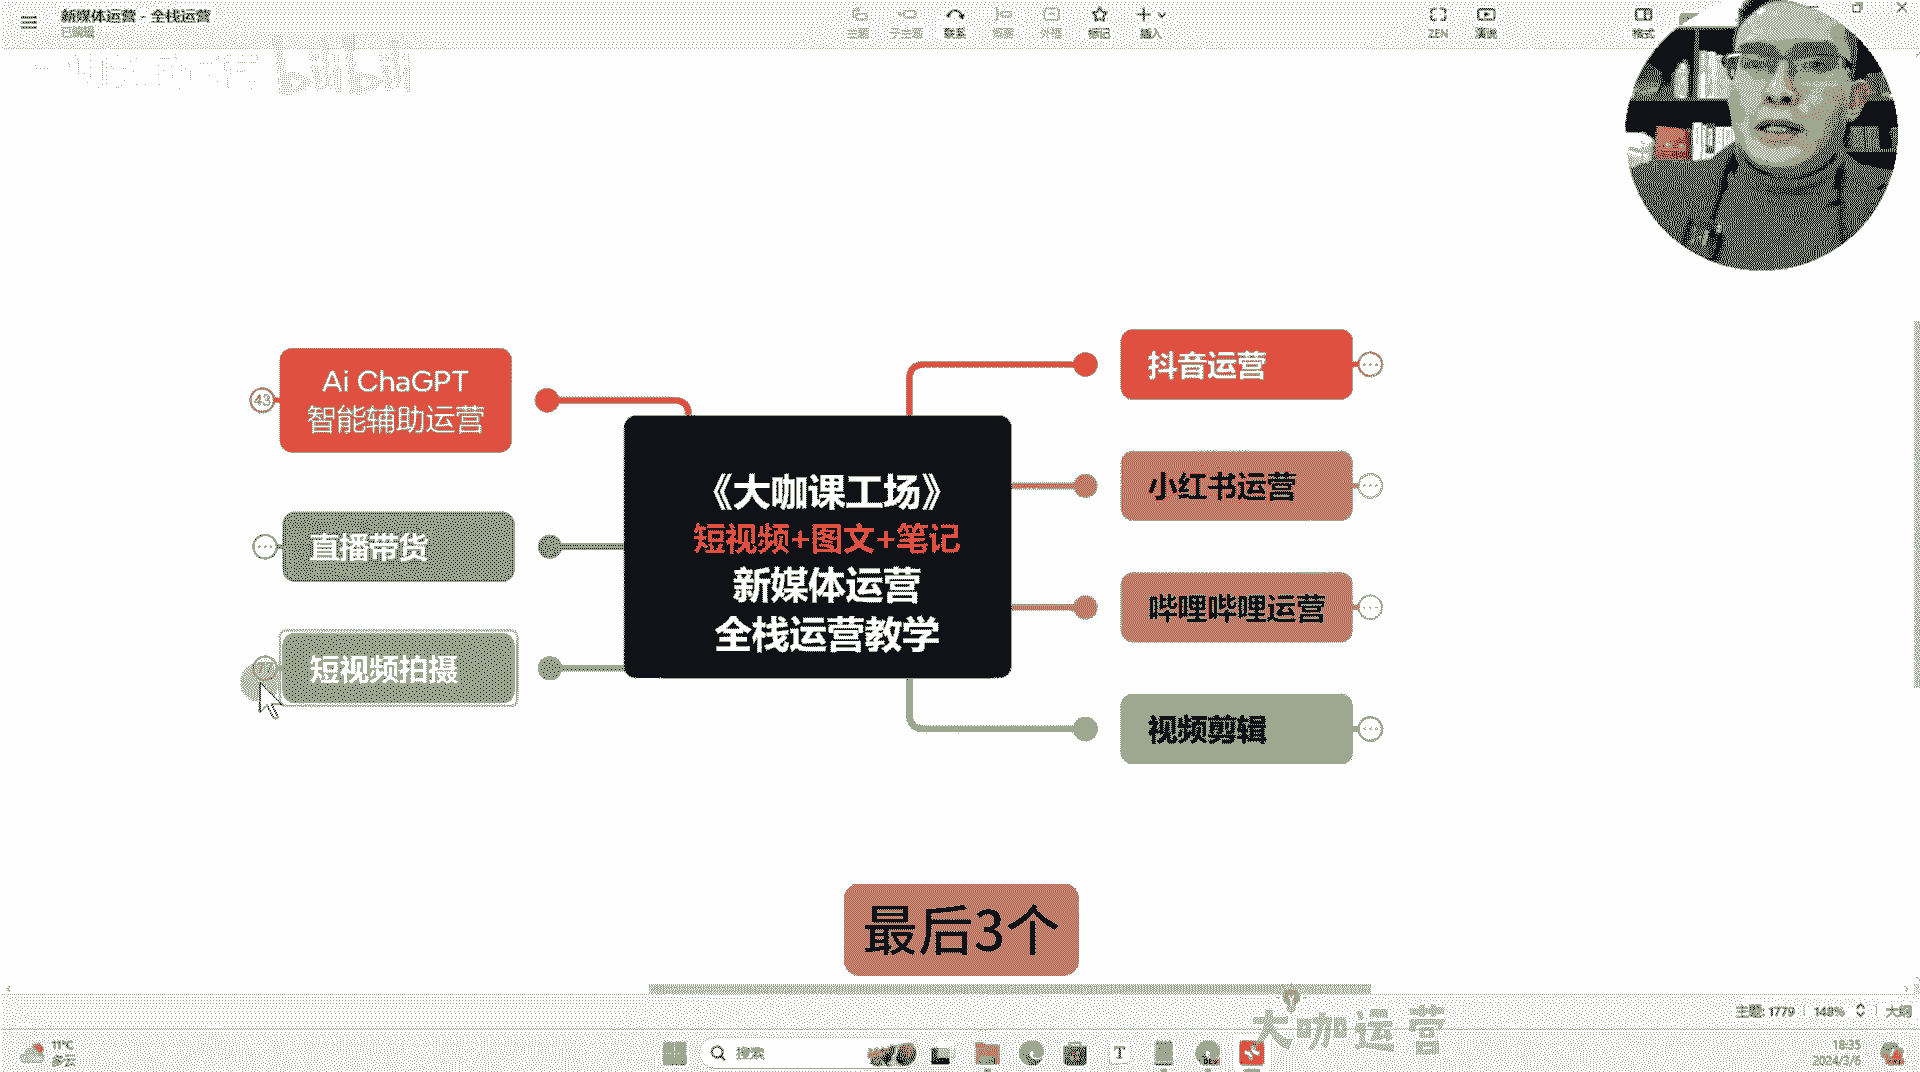 新媒体运营 - 全栈运营
已编辑
主题
子主题
联系
概要
外框
标记
插入
ZEN
演说
格式
bilibili
43
Ai ChaGPT
智能辅助运营
直播带货
短视频拍摄
《大咖课工场》
短视频+图文+笔记
新媒体运营
全栈运营教学
抖音运营
小红书运营
哔哩哔哩运营
视频剪辑
最后3个
主题: 1779
148%
大纲
大咖运营
11°C
多云
搜索
18:35
2024/3/6